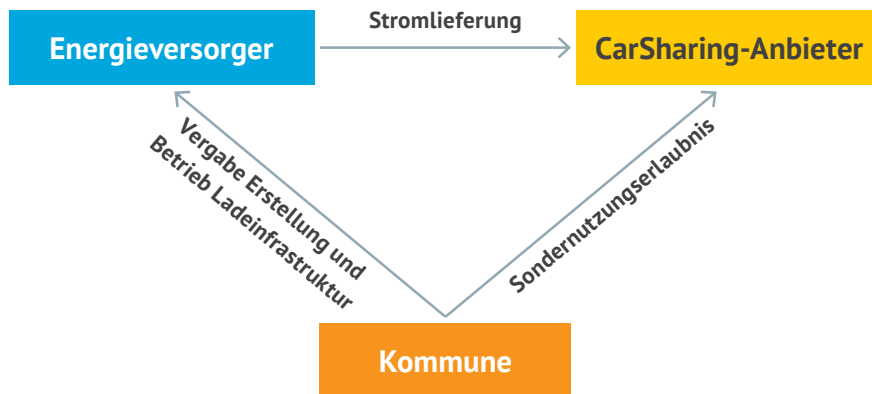 Stromlieferung
Energieversorger
CarSharing-Anbieter
Vergabe Erstellung und
Betrieb Ladeinfrastruktur
Sondernutzungserlaubnis
Kommune